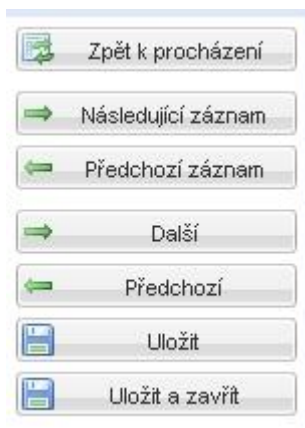 Zpět k procházení
Následující záznam
Předchozí záznam
Další
Předchozí
Uložit
Uložit a zavřít